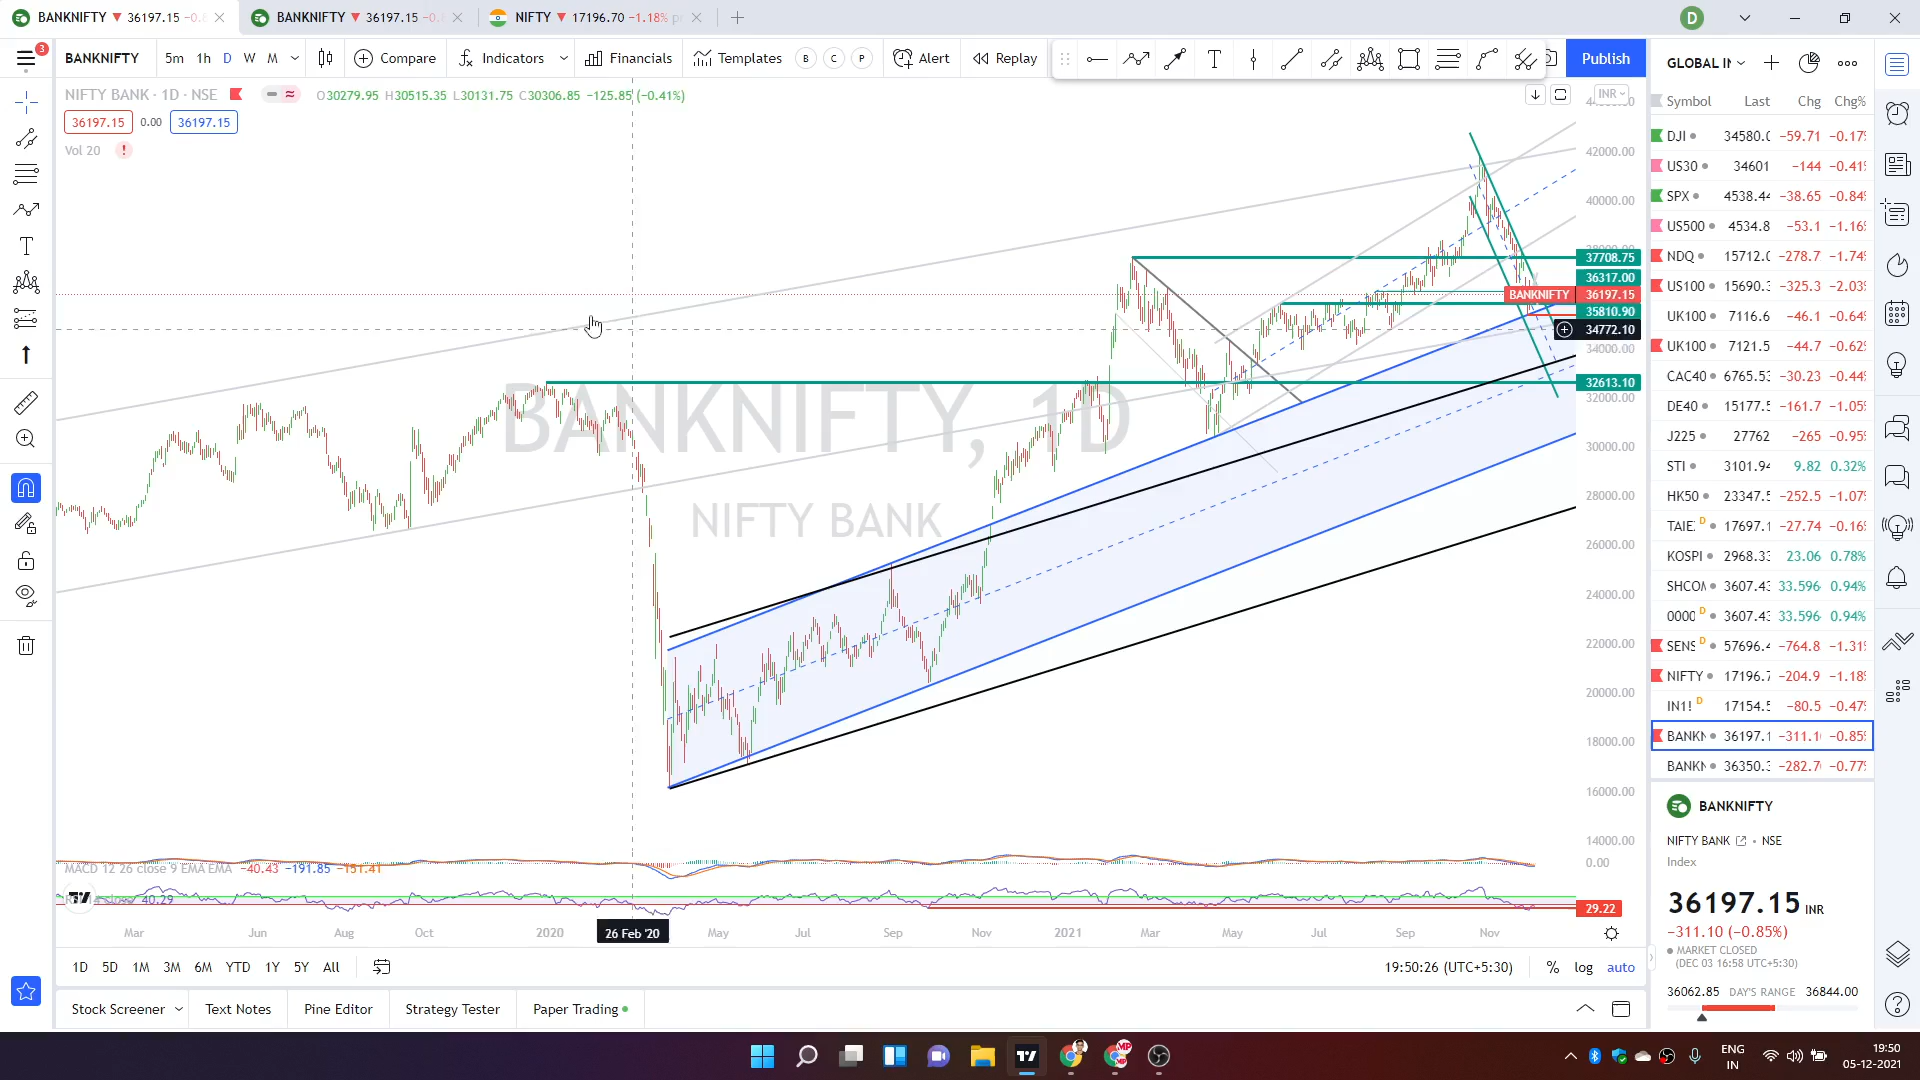 BANKNIFTY ▼ 36197.15 −0.8
BANKNIFTY ▼ 36197.15 −0.8
NIFTY ▼ 17196.70 −1.18%
D
3
BANKNIFTY
5m 1h D W M
Compare
Indicators
Financials
Templates
B C P
Alert
Replay
Publish
NIFTY BANK · 1D · NSE
O30279.95 H30515.35 L30131.75 C30306.85 −125.85 (−0.41%)
36197.15 0.00 36197.15
Vol 20 !
BANKNIFTY, 1D
NIFTY BANK
INR
42000.00
40000.00
37708.75
36317.00
BANKNIFTY 36197.15
35810.90
34772.10
34000.00
32613.10
32000.00
30000.00
28000.00
26000.00
24000.00
22000.00
20000.00
18000.00
16000.00
14000.00
0.00
29.22
MACD 12 26 close 9 EMA EMA −40.43 −191.85 −151.41
close 40.29
Mar Jun Aug Oct 2020 26 Feb '20 May Jul Sep Nov 2021 Mar May Jul Sep Nov
1D 5D 1M 3M 6M YTD 1Y 5Y All
19:50:26 (UTC+5:30) % log auto
Stock Screener Text Notes Pine Editor Strategy Tester Paper Trading
GLOBAL IN
Symbol Last Chg Chg%
DJI 34580.0 −59.71 −0.17%
US30 34601 −144 −0.41%
SPX 4538.44 −38.65 −0.84%
US500 4534.8 −53.1 −1.16%
NDQ 15712.0 −278.7 −1.74%
US100 15690.3 −325.3 −2.03%
UK100 7116.6 −46.1 −0.64%
UK100 7121.5 −44.7 −0.62%
CAC40 6765.53 −30.23 −0.44%
DE40 15177.5 −161.7 −1.05%
J225 27762 −265 −0.95%
STI 3101.94 9.82 0.32%
HK50 23347.5 −252.5 −1.07%
TAIE D 17697.1 −27.74 −0.16%
KOSPI 2968.33 23.06 0.78%
SHCOM 3607.43 33.596 0.94%
0000 D 3607.43 33.596 0.94%
SENS D 57696.4 −764.8 −1.31%
NIFTY 17196.7 −204.9 −1.18%
IN1! D 17154.5 −80.5 −0.47%
BANKN 36197.1 −311.1 −0.85%
BANKN 36350.3 −282.7 −0.77%
BANKNIFTY
NIFTY BANK • NSE
Index
36197.15 INR
−311.10 (−0.85%)
MARKET CLOSED
(DEC 03 16:58 UTC+5:30)
36062.85 DAY'S RANGE 36844.00
ENG
IN
19:50
05-12-2021